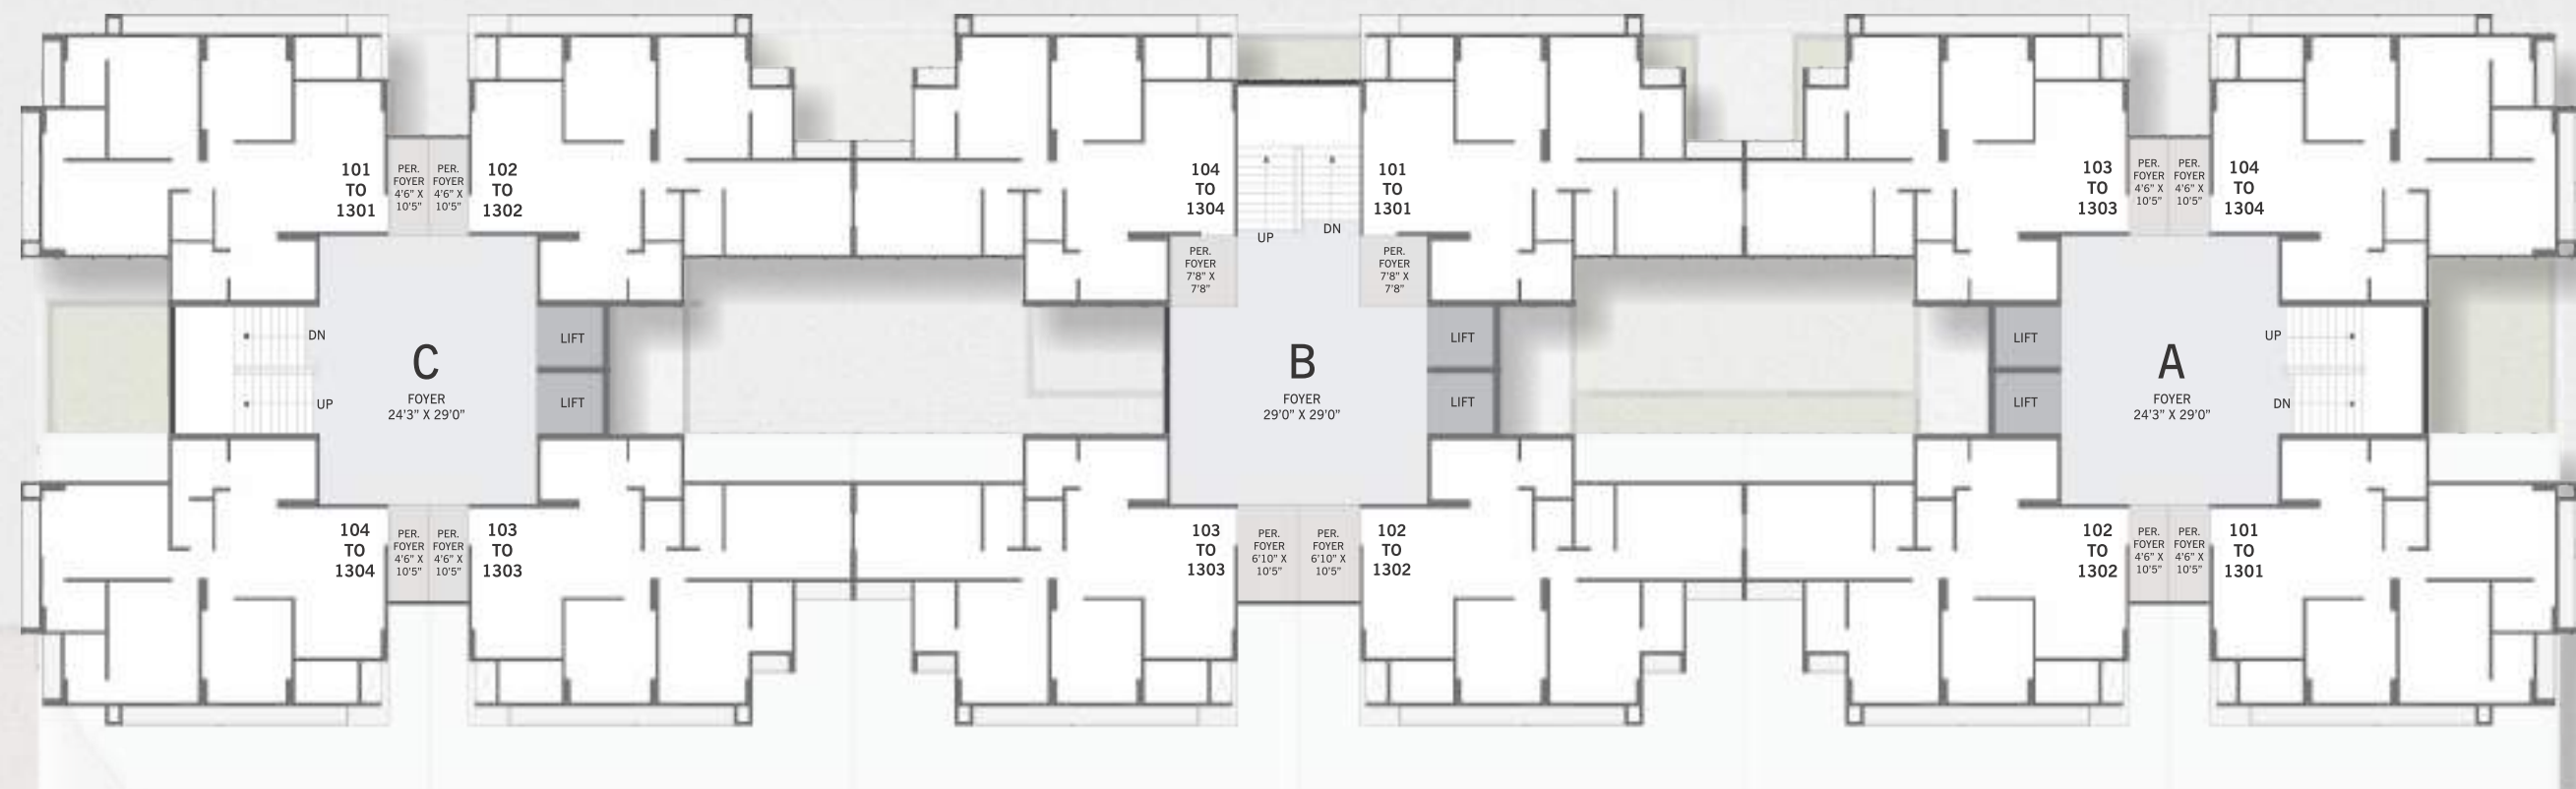 101
TO
1301
PER.
FOYER
4'6" X
10'5"
PER.
FOYER
4'6" X
10'5"
102
TO
1302
104
TO
1304
UP
DN
101
TO
1301
PER.
FOYER
7'8" X
7'8"
PER.
FOYER
7'8" X
7'8"
103
TO
1303
PER.
FOYER
4'6" X
10'5"
PER.
FOYER
4'6" X
10'5"
104
TO
1304
DN
UP
C
FOYER
24'3" X 29'0"
LIFT
LIFT
B
FOYER
29'0" X 29'0"
LIFT
LIFT
LIFT
LIFT
A
FOYER
24'3" X 29'0"
UP
DN
104
TO
1304
PER.
FOYER
4'6" X
10'5"
PER.
FOYER
4'6" X
10'5"
103
TO
1303
103
TO
1303
PER.
FOYER
6'10" X
10'5"
PER.
FOYER
6'10" X
10'5"
102
TO
1302
102
TO
1302
PER.
FOYER
4'6" X
10'5"
PER.
FOYER
4'6" X
10'5"
101
TO
1301